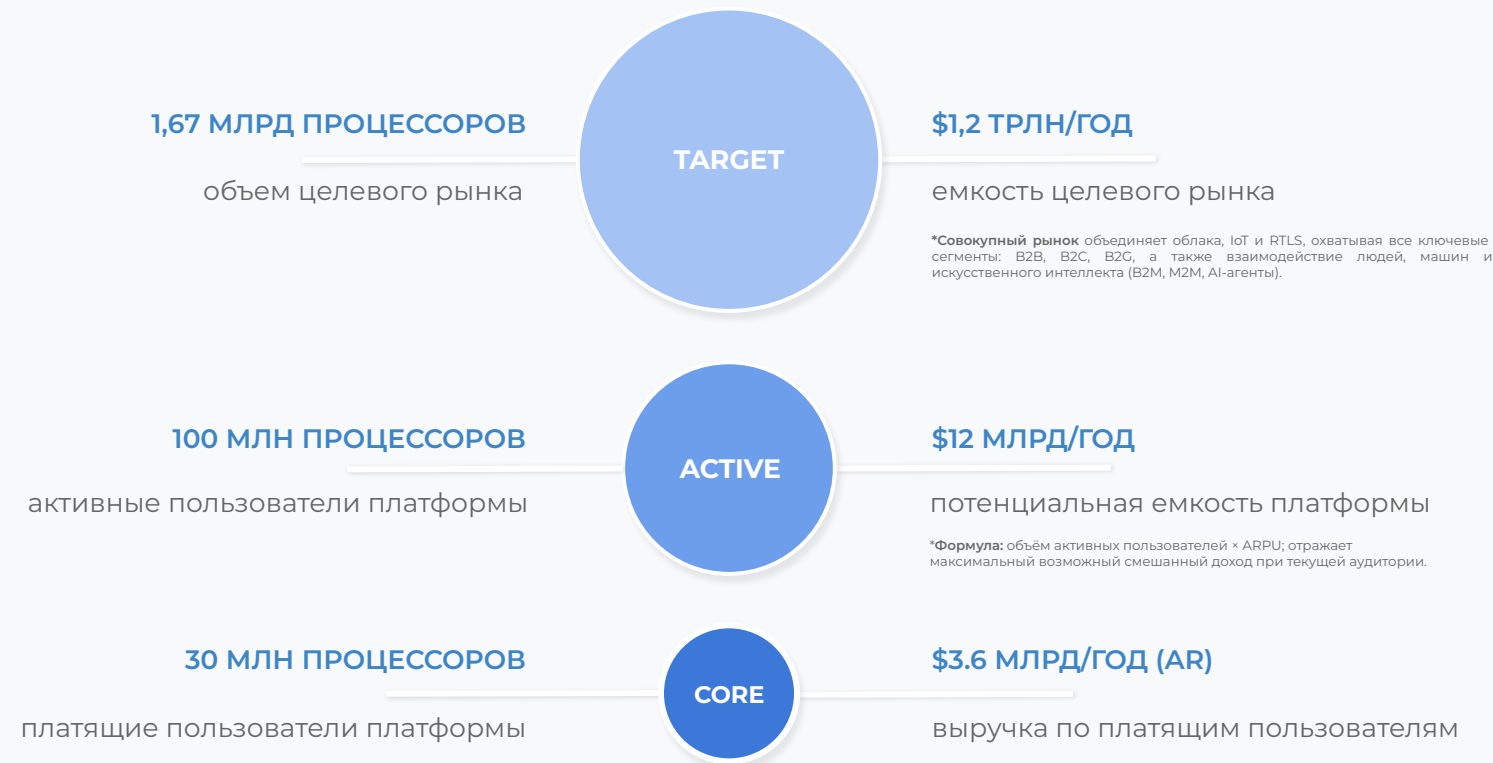 1,67 МЛРД ПРОЦЕССОРОВ
объем целевого рынка
TARGET
$1,2 ТРЛН/ГОД
емкость целевого рынка
*Совокупный рынок объединяет облака, IoT и RTLS, охватывая все ключевые
сегменты: B2B, B2C, B2G, а также взаимодействие людей, машин и
искусственного интеллекта (B2M, M2M, AI-агенты).
100 МЛН ПРОЦЕССОРОВ
активные пользователи платформы
ACTIVE
$12 МЛРД/ГОД
потенциальная емкость платформы
*Формула: объём активных пользователей × ARPU; отражает
максимальный возможный смешанный доход при текущей аудитории.
30 МЛН ПРОЦЕССОРОВ
платящие пользователи платформы
CORE
$3.6 МЛРД/ГОД (AR)
выручка по платящим пользователям